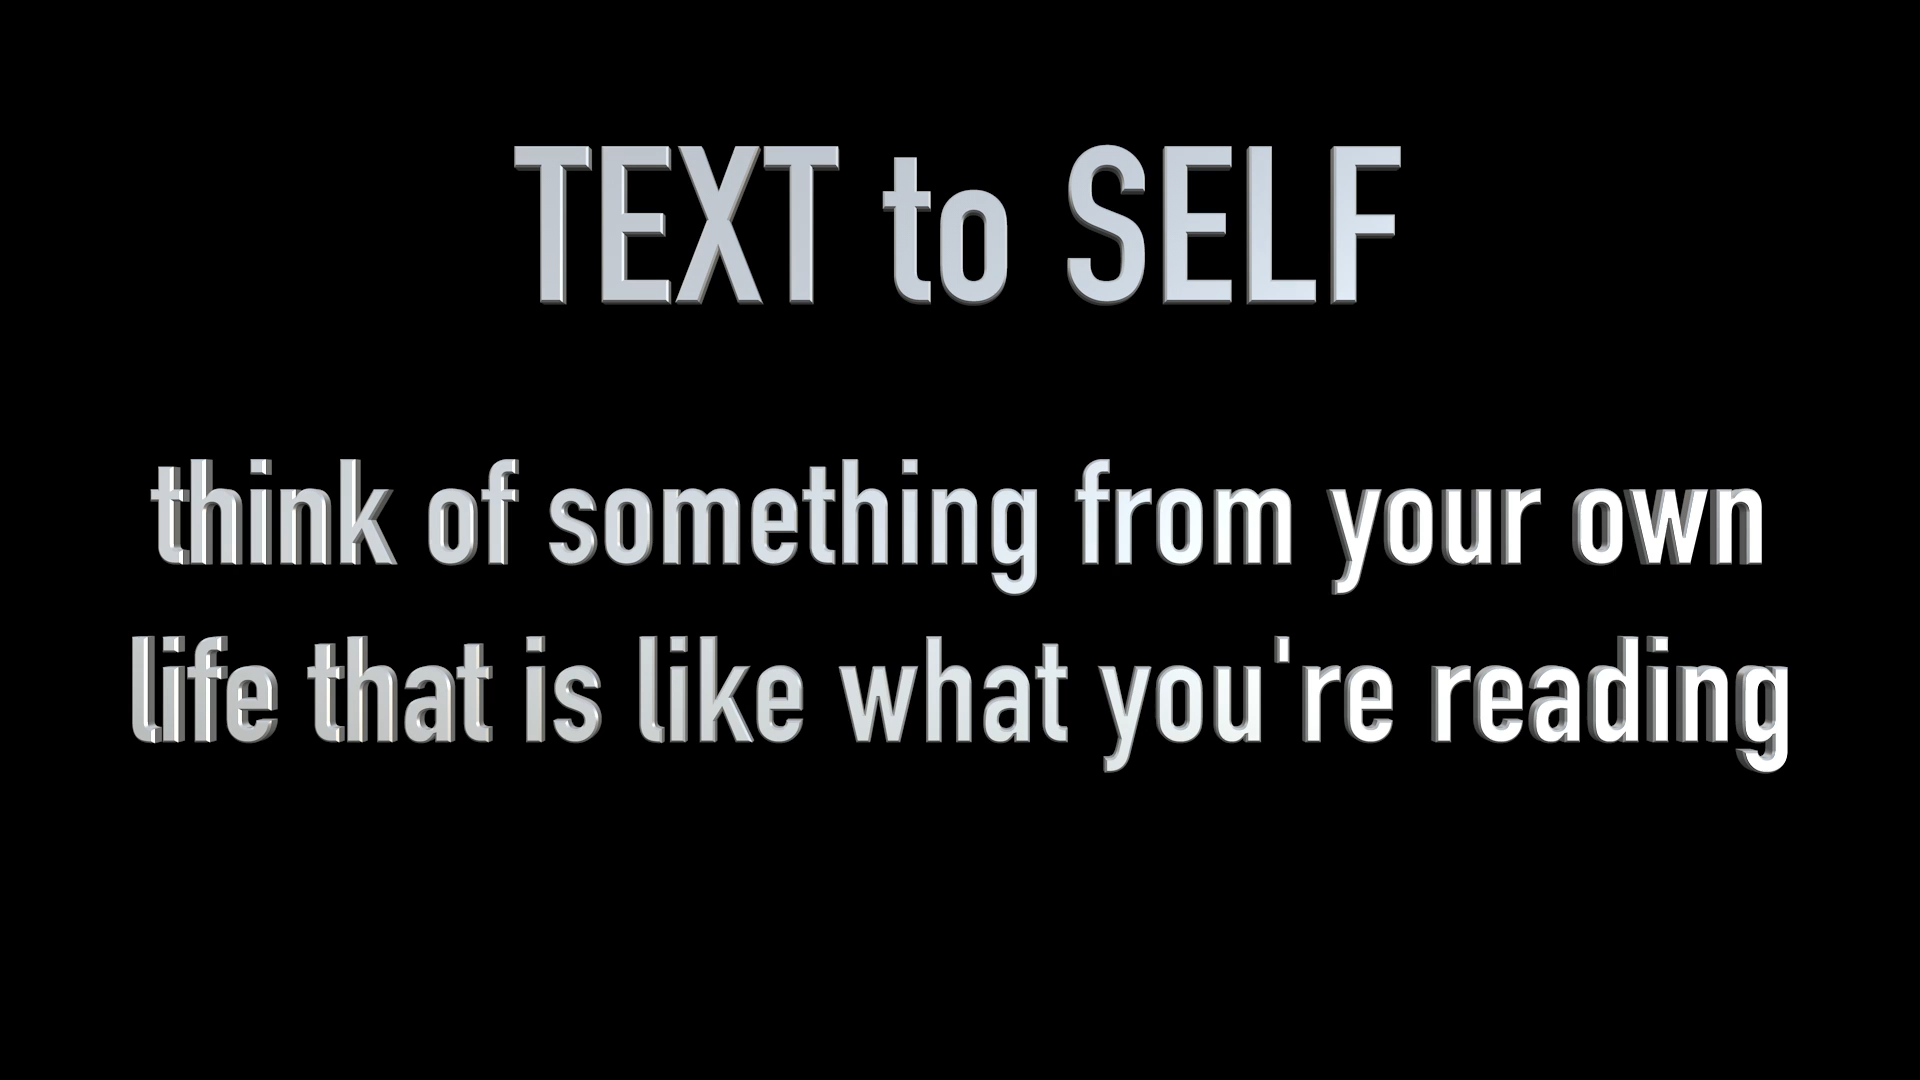 TEXT to SELF
think of something from your own
life that is like what you're reading